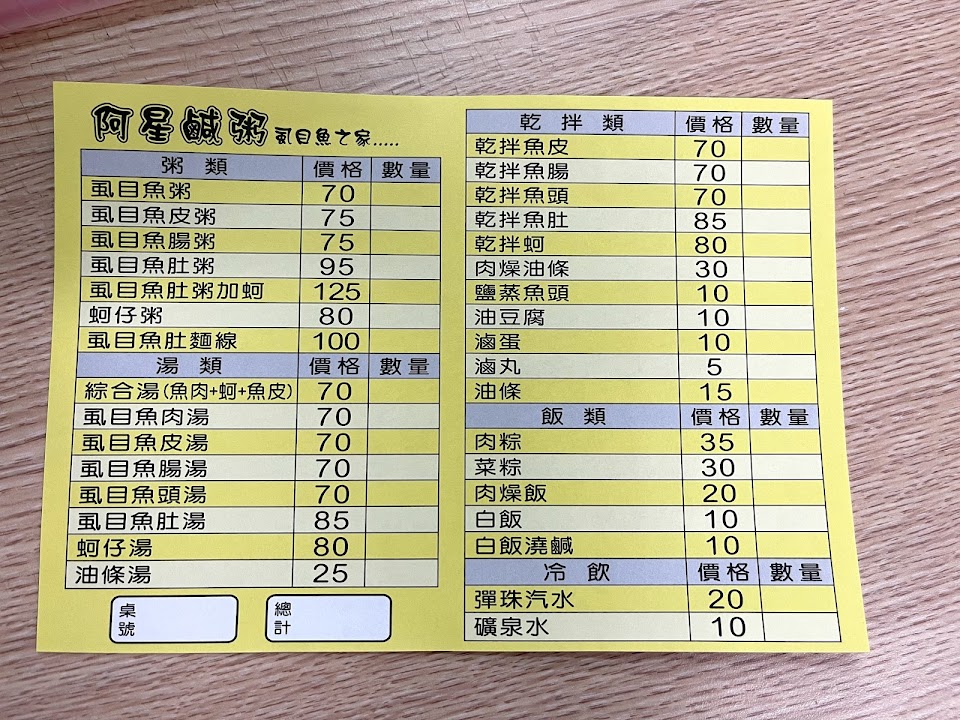 阿星鹹粥 虱目魚之家.....
粥類 價格 數量
虱目魚粥 70
虱目魚皮粥 75
虱目魚腸粥 75
虱目魚肚粥 95
虱目魚肚粥加蚵 125
蚵仔粥 80
虱目魚肚麵線 100
湯類 價格 數量
綜合湯(魚肉+蚵+魚皮) 70
虱目魚肉湯 70
虱目魚皮湯 70
虱目魚腸湯 70
虱目魚頭湯 70
虱目魚肚湯 85
蚵仔湯 80
油條湯 25
桌號
總計
乾拌類 價格 數量
乾拌魚皮 70
乾拌魚腸 70
乾拌魚頭 70
乾拌魚肚 85
乾拌蚵 80
肉燥油條 30
鹽蒸魚頭 10
油豆腐 10
滷蛋 10
滷丸 5
油條 15
飯類 價格 數量
肉粽 35
菜粽 30
肉燥飯 20
白飯 10
白飯澆鹹 10
冷飲 價格 數量
彈珠汽水 20
礦泉水 10